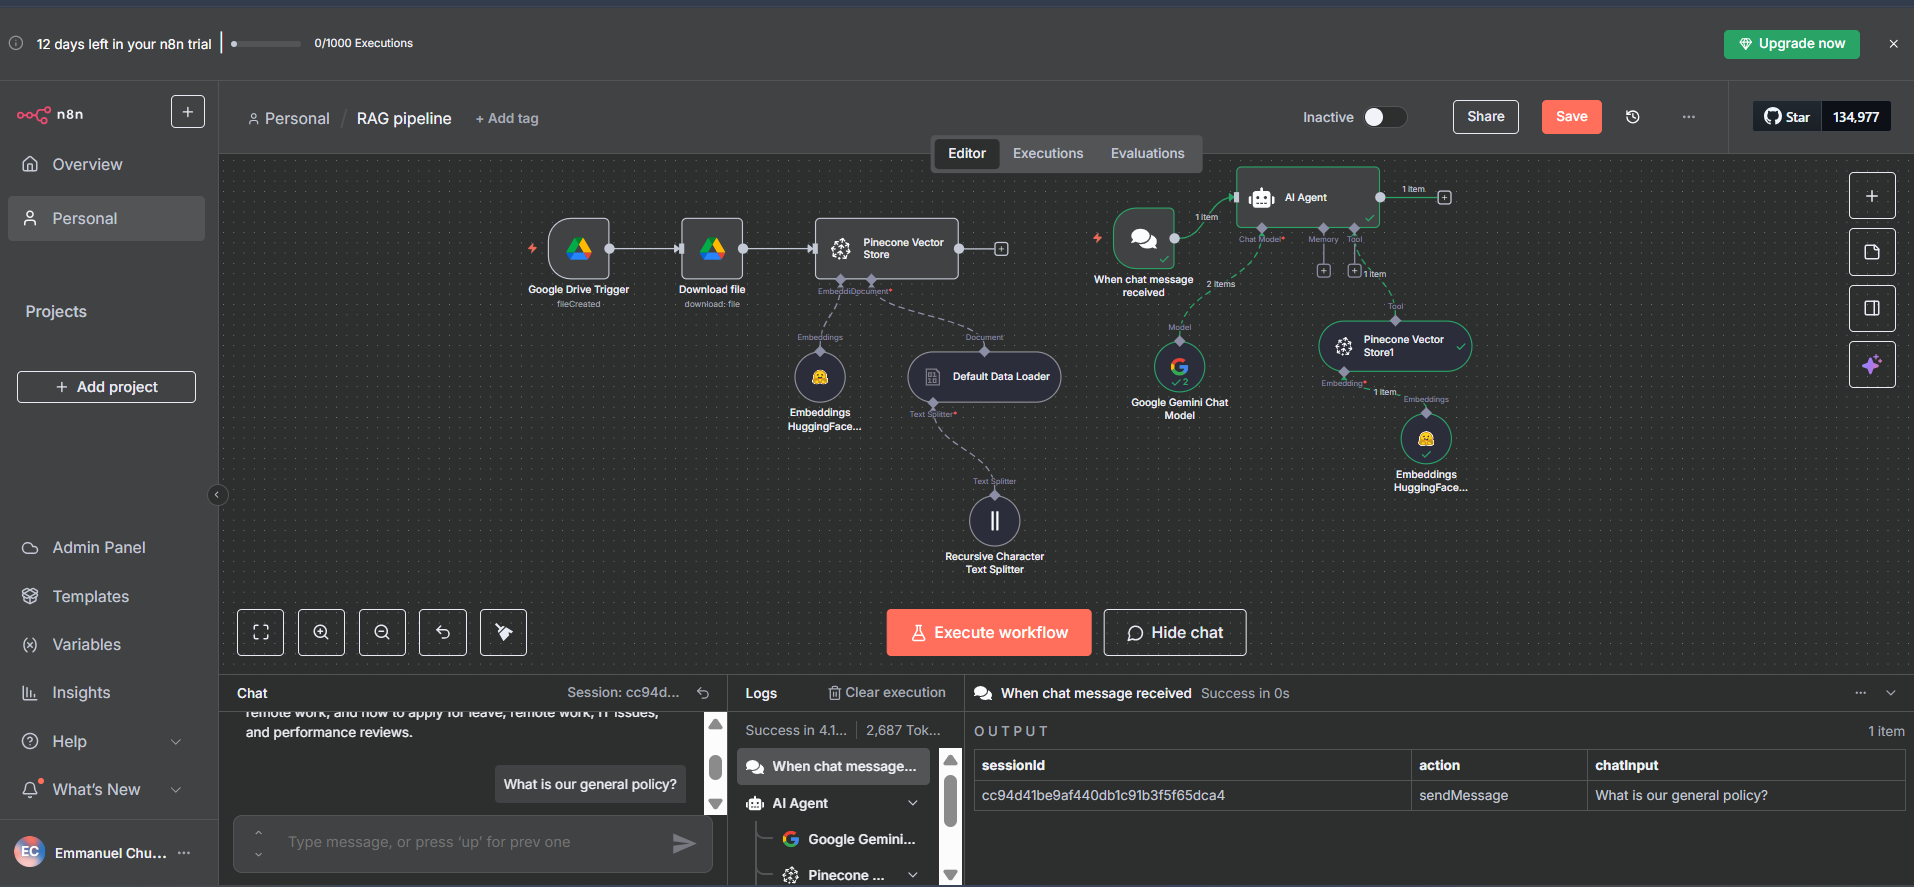 12 days left in your n8n trial
0/1000 Executions
Upgrade now
n8n
Overview
Personal
Projects
+ Add project
Admin Panel
Templates
Variables
Insights
Help
What's New
EC
Emmanuel Chu...
Personal / RAG pipeline + Add tag
Inactive
Share
Save
Star
134,977
Editor
Executions
Evaluations
Google Drive Trigger
fileCreated
Download file
download: file
Pinecone Vector
Store
EmbeddiDocument*
Embeddings
Embeddings
HuggingFace...
Document
Default Data Loader
Text Splitter*
Text Splitter
Recursive Character
Text Splitter
When chat message
received
1 item
AI Agent
1 item
Chat Model*
Memory
Tool
2 items
1 item
Model
2
Google Gemini Chat
Model
Tool
Pinecone Vector
Store1
Embedding*
1 item
Embeddings
Embeddings
HuggingFace...
Execute workflow
Hide chat
Chat
Session: cc94d...
remote work, and how to apply for leave, remote work, IT issues,
and performance reviews.
What is our general policy?
Type message, or press 'up' for prev one
Logs
Clear execution
Success in 4.1...
2,687 Tok...
When chat message...
AI Agent
Google Gemini...
Pinecone ...
When chat message received Success in 0s
OUTPUT
1 item
sessionId
action
chatInput
cc94d41be9af440db1c91b3f5f65dca4
sendMessage
What is our general policy?